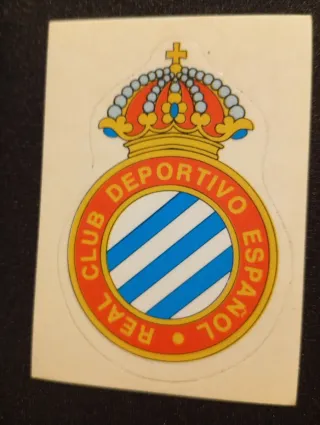 REAL CLUB DEPORTIVO ESPAÑOL